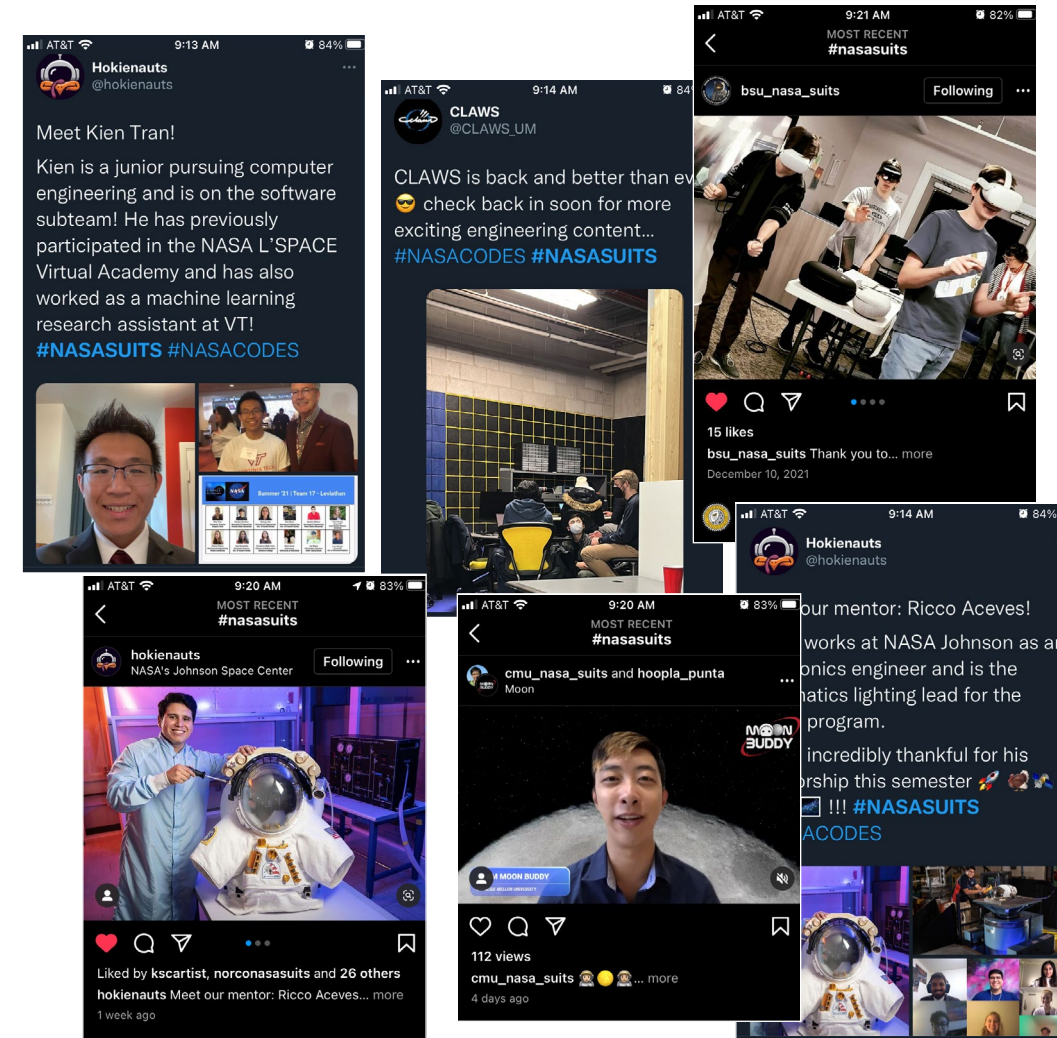 AT&T 9:13 AM 84%
Hokienauts
@hokienauts
Meet Kien Tran!
Kien is a junior pursuing computer
engineering and is on the software
subteam! He has previously
participated in the NASA L'SPACE
Virtual Academy and has also
worked as a machine learning
research assistant at VT!
#NASASUITS #NASACODES
NASA Summer '21 | Team 17 - Leviathan
AT&T 9:14 AM 84
CLAWS
@CLAWS_UM
CLAWS is back and better than ev
😎 check back in soon for more
exciting engineering content...
#NASACODES #NASASUITS
AT&T 9:21 AM 82%
MOST RECENT
#nasasuits
bsu_nasa_suits Following
15 likes
bsu_nasa_suits Thank you to... more
December 10, 2021
AT&T 9:14 AM 84%
Hokienauts
@hokienauts
our mentor: Ricco Aceves!
works at NASA Johnson as an
onics engineer and is the
matics lighting lead for the
program.
incredibly thankful for his
orship this semester 🚀 🦃
!!! #NASASUITS
ACODES
AT&T 9:20 AM 83%
MOST RECENT
#nasasuits
hokienauts
NASA's Johnson Space Center Following
Liked by kscartist, norconasasuits and 26 others
hokienauts Meet our mentor: Ricco Aceves... more
1 week ago
AT&T 9:20 AM 83%
MOST RECENT
#nasasuits
cmu_nasa_suits and hoopla_punta
Moon
MOON
BUDDY
M MOON BUDDY
MELLON UNIVERSITY
112 views
cmu_nasa_suits 👩‍🚀🌕👩‍🚀... more
4 days ago